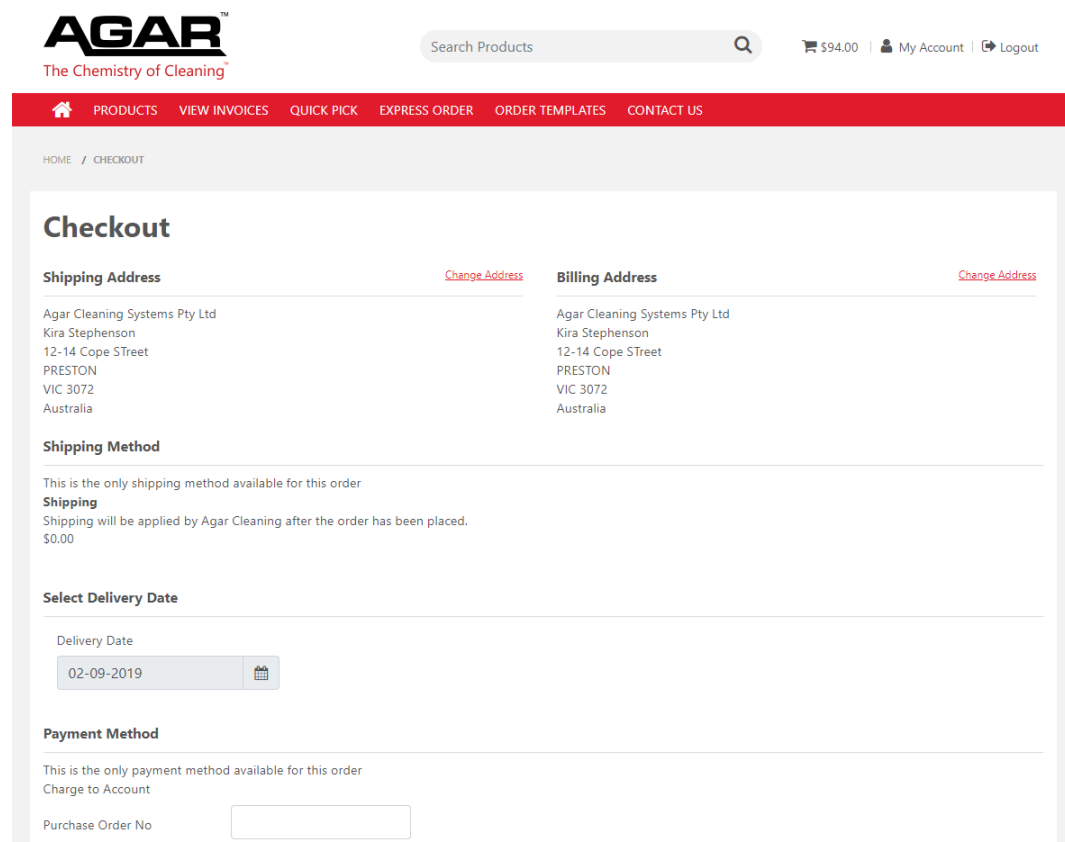 AGAR™
The Chemistry of Cleaning™
Search Products
$94.00 My Account Logout
PRODUCTS VIEW INVOICES QUICK PICK EXPRESS ORDER ORDER TEMPLATES CONTACT US
HOME / CHECKOUT
Checkout
Shipping Address Change Address
Agar Cleaning Systems Pty Ltd
Kira Stephenson
12-14 Cope STreet
PRESTON
VIC 3072
Australia
Billing Address Change Address
Agar Cleaning Systems Pty Ltd
Kira Stephenson
12-14 Cope STreet
PRESTON
VIC 3072
Australia
Shipping Method
This is the only shipping method available for this order
Shipping
Shipping will be applied by Agar Cleaning after the order has been placed.
$0.00
Select Delivery Date
Delivery Date
02-09-2019
Payment Method
This is the only payment method available for this order
Charge to Account
Purchase Order No